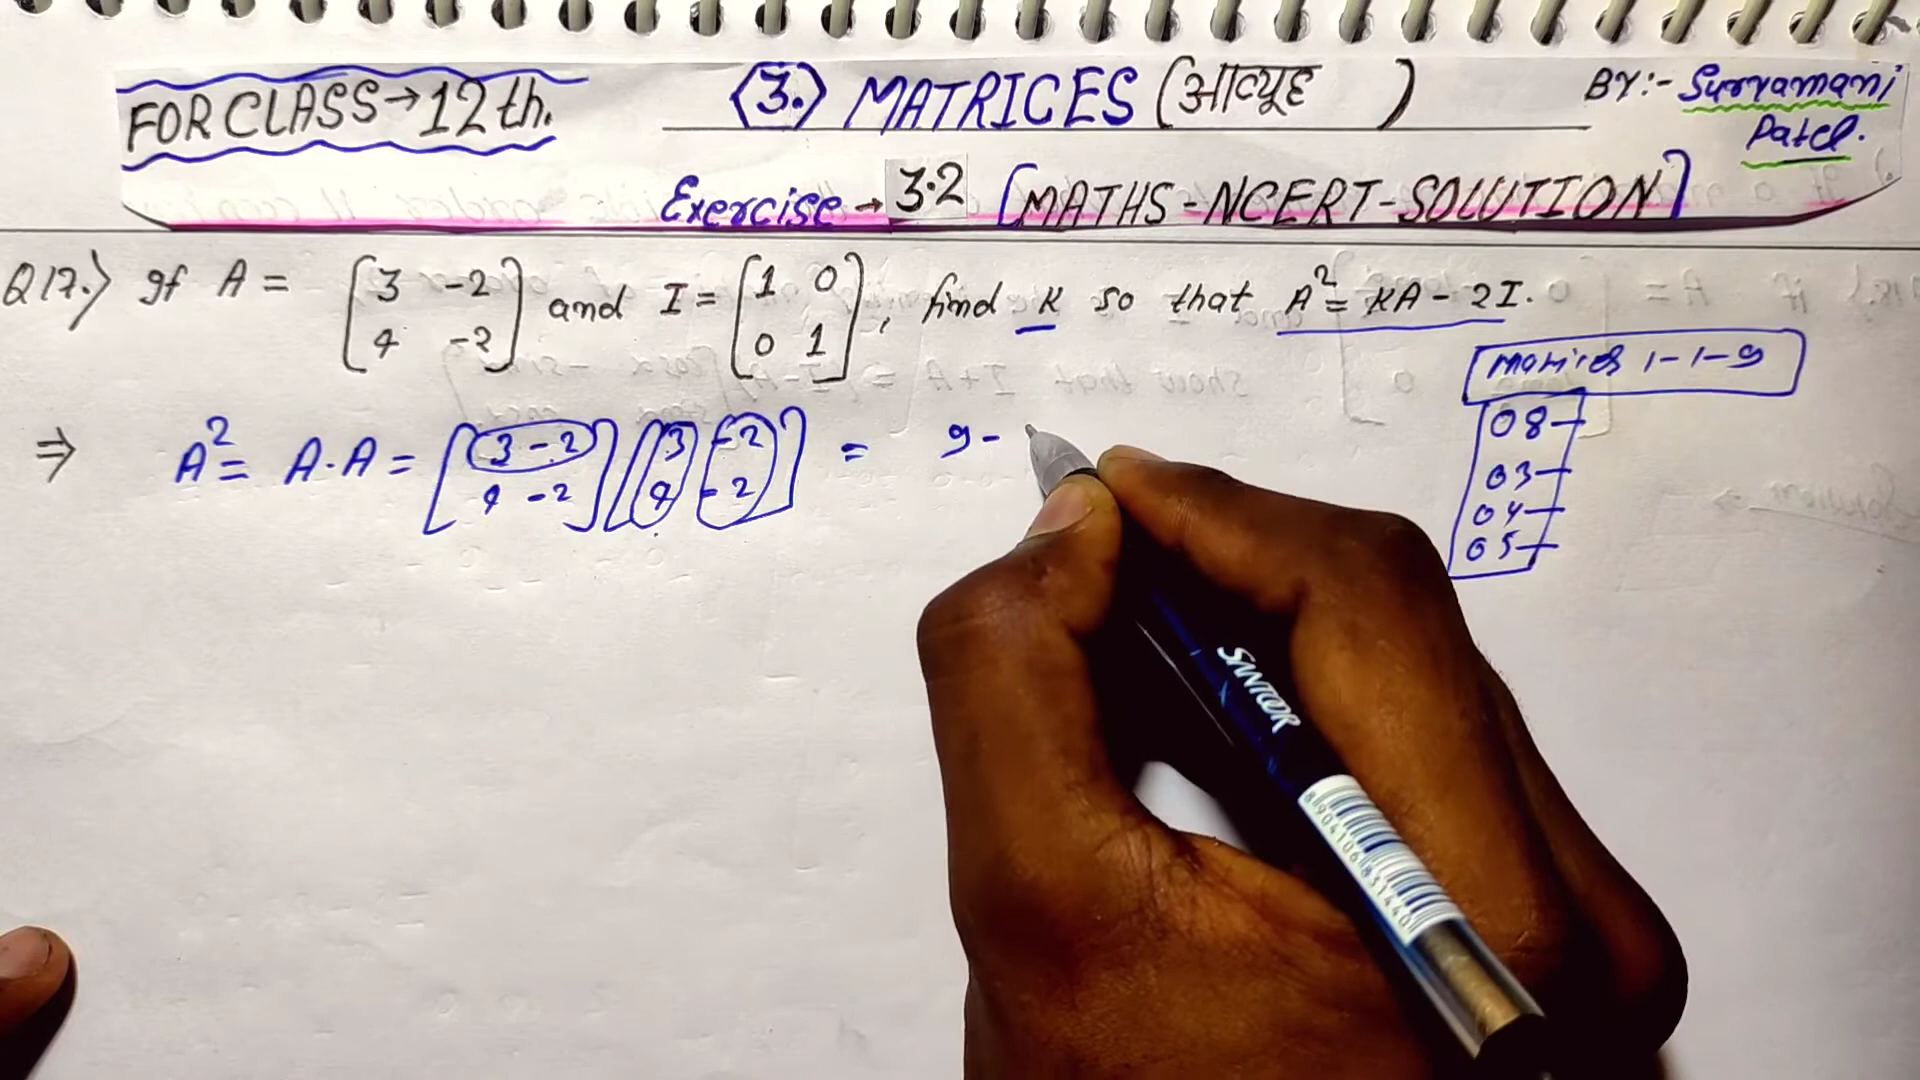 FOR CLASS → 12th.
〈3.〉 MATRICES (आव्यूह )
BY:- Suryamani Patel.
Exercise → 3.2 [MATHS-NCERT-SOLUTION]
Q17.) If A = [3 -2 and I = [1 0, find K so that A² = KA - 2I.
4 -2] 0 1]
1-1-9
⇒ A² = A·A = [3 -2] [3 -2] = 9-
4 -2 4 -2
08-
03-
04-
05-
SANTOOR
8904106851440